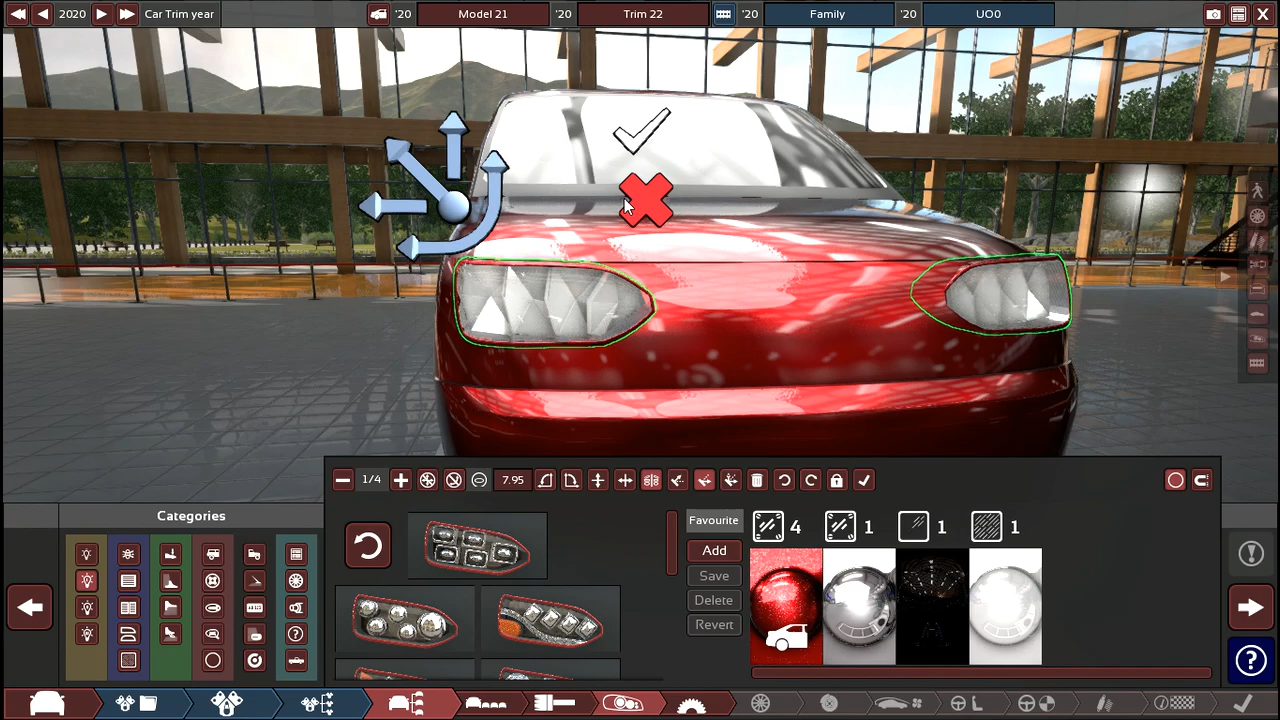 2020 Car Trim year '20 Model 21 '20 Trim 22 '20 Family '20 UO0
1/4 7.95
Categories
Favourite 4 1 1 1
Add
Save
Delete
Revert